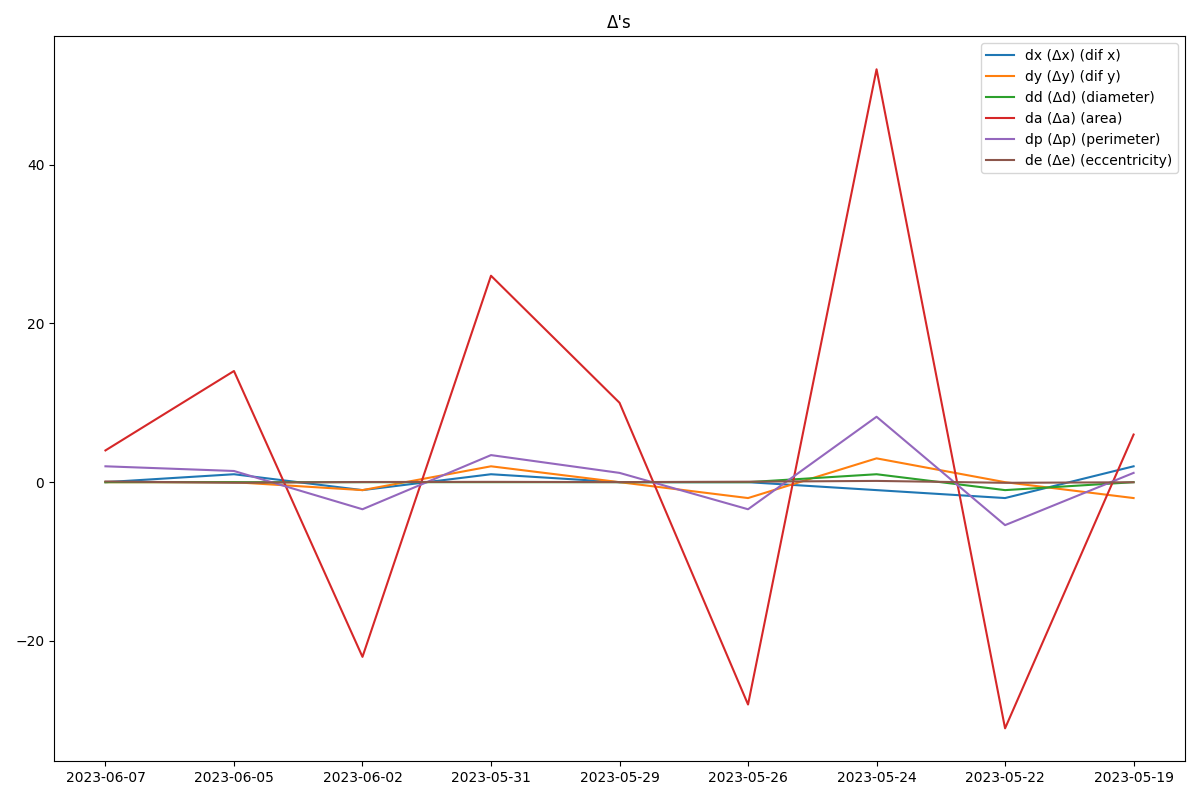 Δ's
dx (Δx) (dif x)
dy (Δy) (dif y)
dd (Δd) (diameter)
da (Δa) (area)
dp (Δp) (perimeter)
de (Δe) (eccentricity)
40
20
0
−20
2023-06-07 2023-06-05 2023-06-02 2023-05-31 2023-05-29 2023-05-26 2023-05-24 2023-05-22 2023-05-19